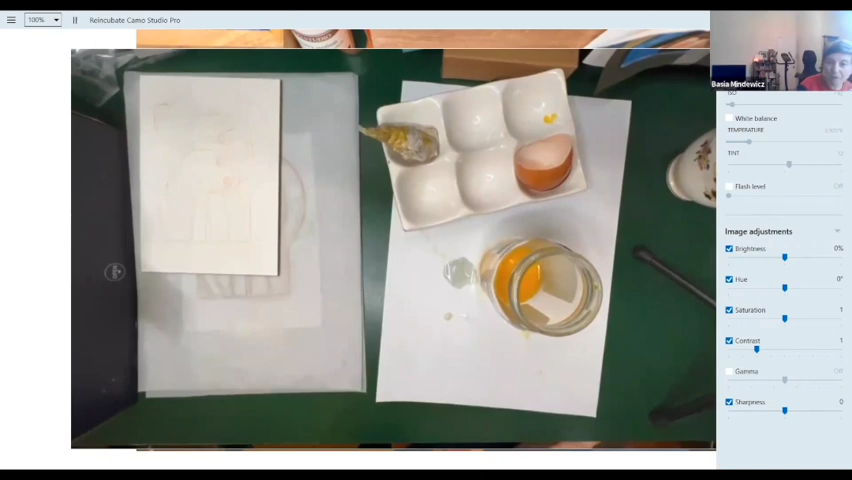 100%
Reincubate Camo Studio Pro
Basia Mindewicz
White balance
TEMPERATURE
TINT
0
Flash level
Off
Image adjustments
Brightness
0%
Hue
0°
Saturation
1
Contrast
1
Gamma
Off
Sharpness
0